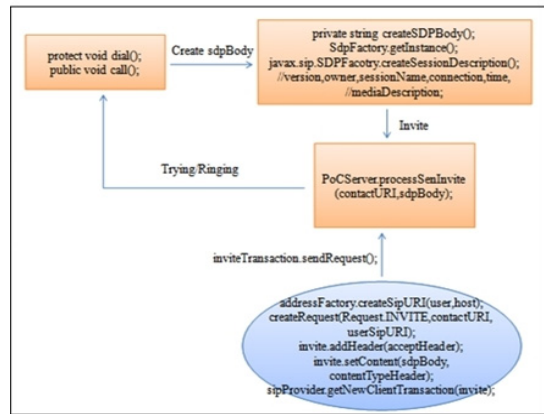 protect void dial();
public void call();
Create sdpBody
private string createSDPBody()
SdpFactory.getInstance();
javax.sip.SDPFacotry.createSessionDescription();
//version,owner,sessionName,connection,time,
//mediaDescription;
Invite
Trying/Ringing
PoCServer.processSenInvite
(contactURI,sdpBody);
inviteTransaction.sendRequest();
addressFactory.createSipURI(user,host);
createRequest(Request.INVITE,contactURI,
userSipURI);
invite.addHeader(acceptHeader);
invite.setContent(sdpBody,
contentTypeHeader);
sipProvider.getNewClientTransaction(invite);